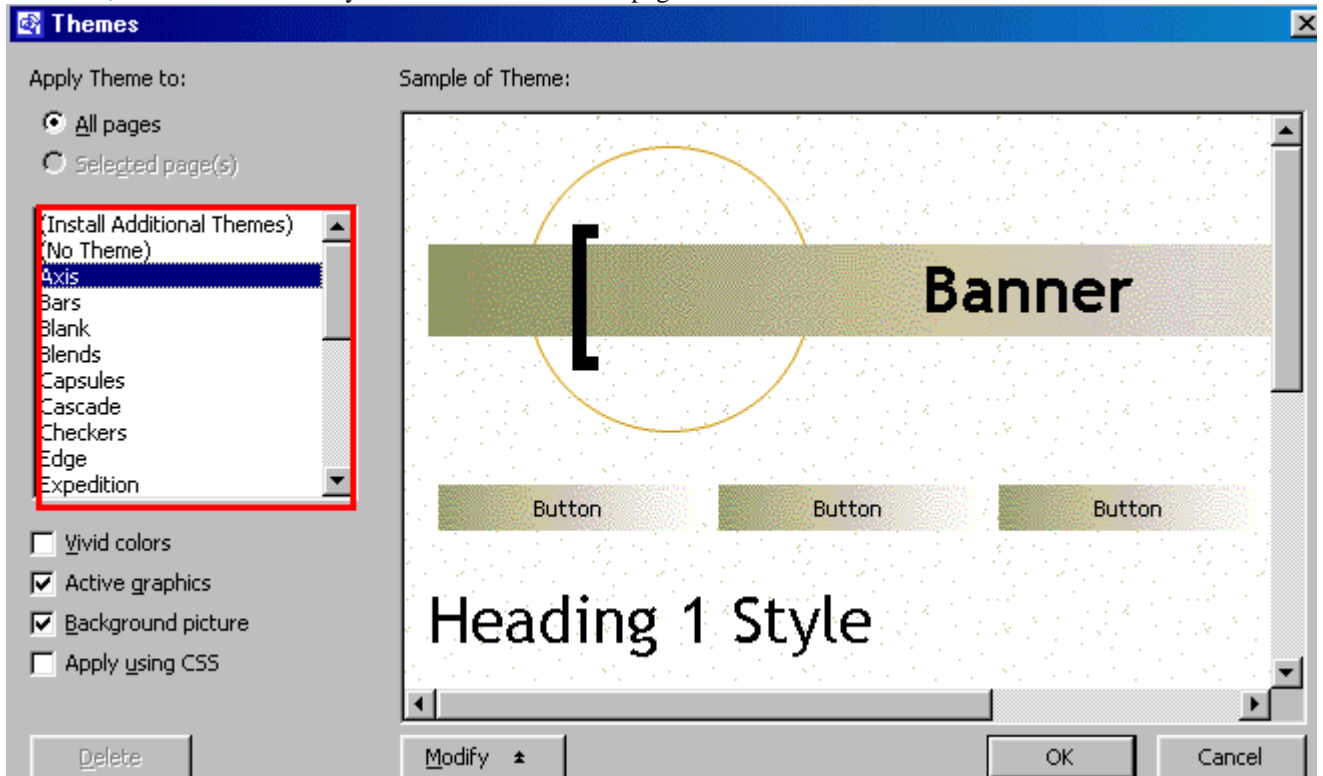 Themes
Apply Theme to:
All pages
Selected page(s)
(Install Additional Themes)
(No Theme)
Axis
Bars
Blank
Blends
Capsules
Cascade
Checkers
Edge
Expedition
Vivid colors
Active graphics
Background picture
Apply using CSS
Delete
Sample of Theme:
Banner
Button Button Button
Heading 1 Style
Modify
OK Cancel